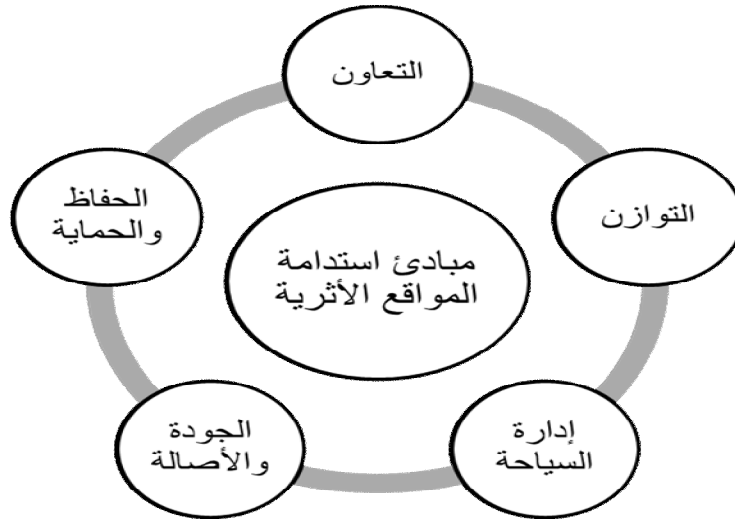 التعاون
التوازن
إدارة
السياحة
الجودة
والأصالة
الحفاظ
والحماية
مبادئ استدامة
المواقع الأثرية